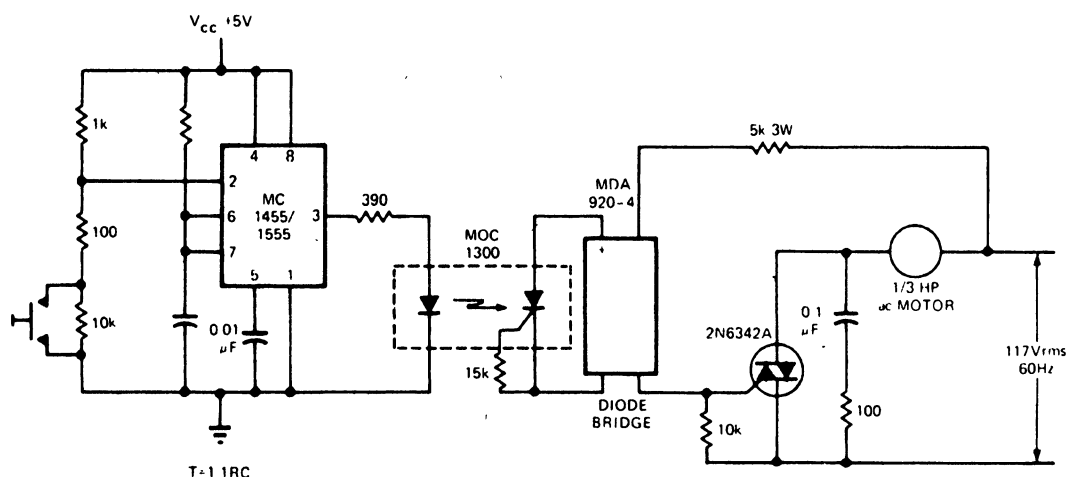 Vcc +5V
1k
100
10k
4 8
2
6
7
MC
1455/
1555
3
5 1
0.01
μF
390
MOC
1300
15k
MDA
920-4
+
DIODE
BRIDGE
5k 3W
2N6342A
10k
0.1
μF
100
1/3 HP
MOTOR
117Vrms
60Hz
T=1.1RC